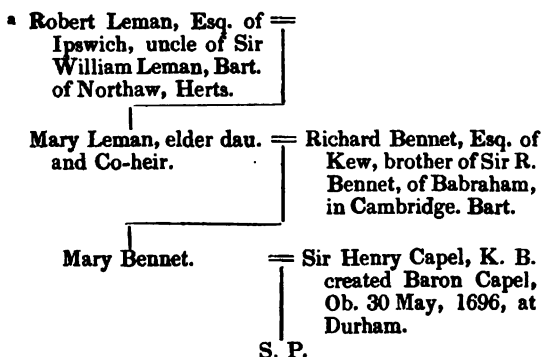 a Robert Leman, Esq. of =
Ipswich, uncle of Sir
William Leman, Bart.
of Northaw, Herts.
Mary Leman, elder dau. = Richard Bennet, Esq. of
and Co-heir. Kew, brother of Sir R.
Bennet, of Babraham,
in Cambridge. Bart.
Mary Bennet. = Sir Henry Capel, K. B.
created Baron Capel,
Ob. 30 May, 1696, at
Durham.
S. P.